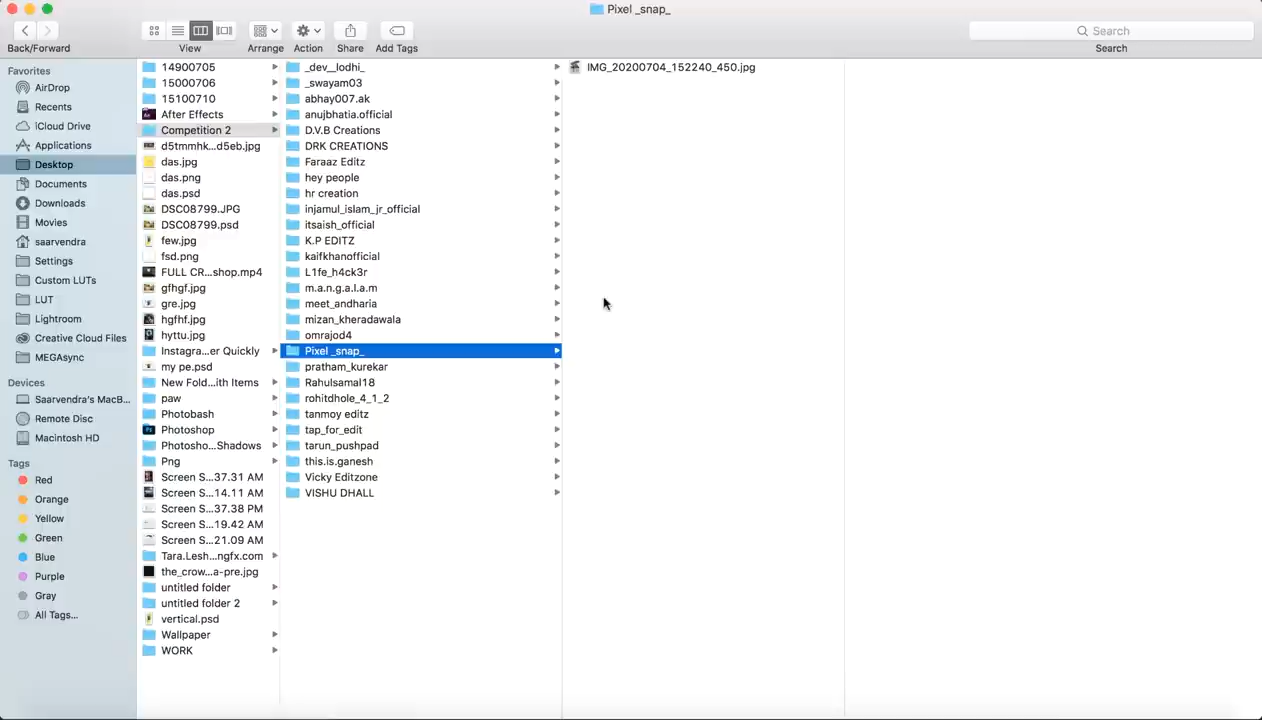 Pixel _snap_
Search
Back/Forward
View
Arrange
Action
Share
Add Tags
Search
Favorites
AirDrop
Recents
iCloud Drive
Applications
Desktop
Documents
Downloads
Movies
saarvendra
Settings
Custom LUTs
LUT
Lightroom
Creative Cloud Files
MEGAsync
Devices
Saarvendra's MacB...
Remote Disc
Macintosh HD
Tags
Red
Orange
Yellow
Green
Blue
Purple
Gray
All Tags...
14900705
15000706
15100710
After Effects
Competition 2
d5tmmhk...d5eb.jpg
das.jpg
das.png
das.psd
DSC08799.JPG
DSC08799.psd
few.jpg
fsd.png
FULL CR...shop.mp4
gfhgf.jpg
gre.jpg
hgfhf.jpg
hyttu.jpg
Instagra...er Quickly
my pe.psd
New Fold...ith Items
paw
Photobash
Photoshop
Photosho...Shadows
Png
Screen S...37.31 AM
Screen S...14.11 AM
Screen S...37.38 PM
Screen S...19.42 AM
Screen S...21.09 AM
Tara.Lesh...ngfx.com
the_crow...a-pre.jpg
untitled folder
untitled folder 2
vertical.psd
Wallpaper
WORK
_dev__lodhi_
_swayam03
abhay007.ak
anujbhatia.official
D.V.B Creations
DRK CREATIONS
Faraaz Editz
hey people
hr creation
injamul_islam_jr_official
itsaish_official
K.P EDITZ
kaifkhanofficial
L1fe_h4ck3r
m.a.n.g.a.l.a.m
meet_andharia
mizan_kheradawala
omrajod4
Pixel _snap_
pratham_kurekar
Rahulsamal18
rohitdhole_4_1_2
tanmoy editz
tap_for_edit
tarun_pushpad
this.is.ganesh
Vicky Editzone
VISHU DHALL
IMG_20200704_152240_450.jpg